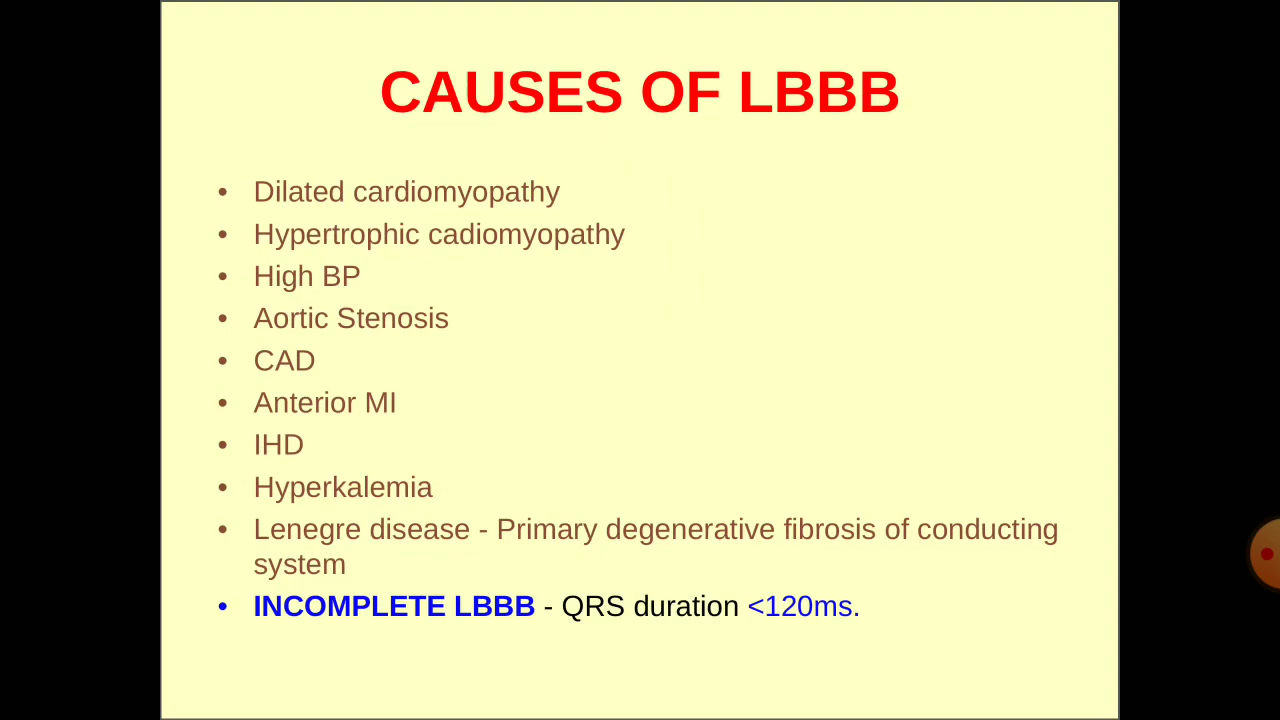 CAUSES OF LBBB
• Dilated cardiomyopathy
• Hypertrophic cadiomyopathy
• High BP
• Aortic Stenosis
• CAD
• Anterior MI
• IHD
• Hyperkalemia
• Lenegre disease - Primary degenerative fibrosis of conducting
system
• INCOMPLETE LBBB - QRS duration <120ms.